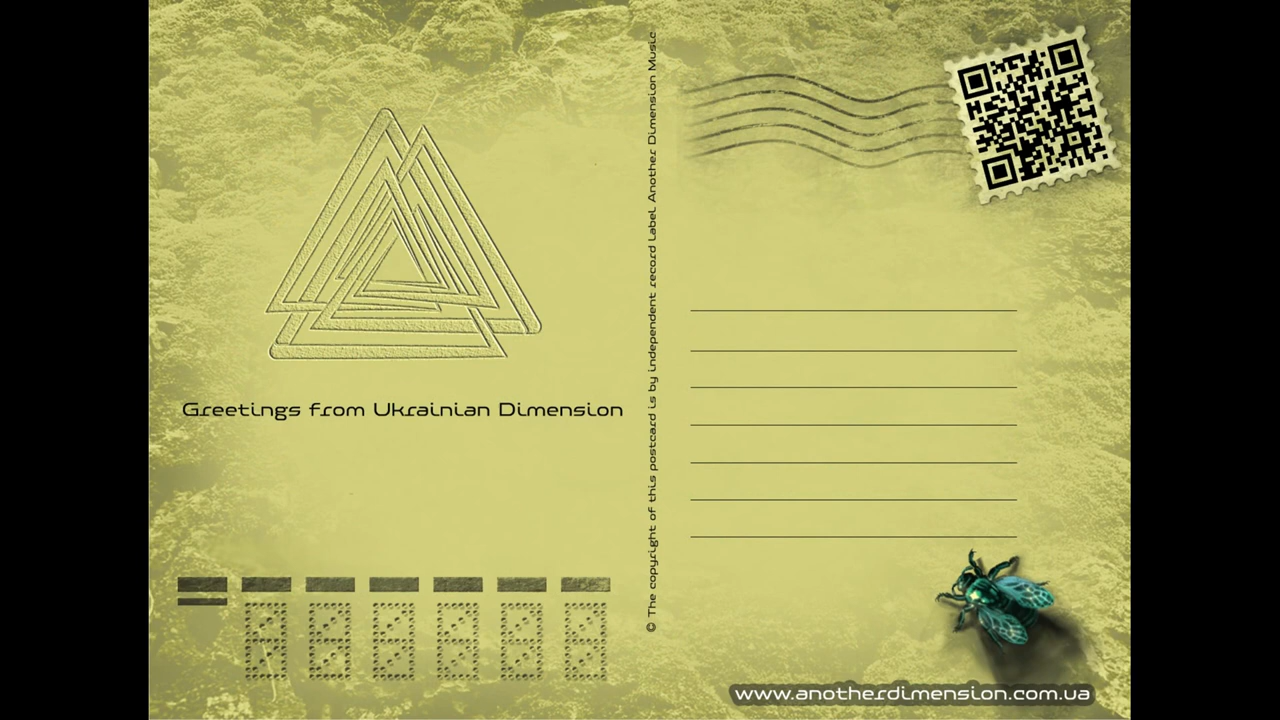 Greetings from Ukrainian Dimension
© The copyright of this postcard is by independent record label Another Dimension Music
www.anotherdimension.com.ua